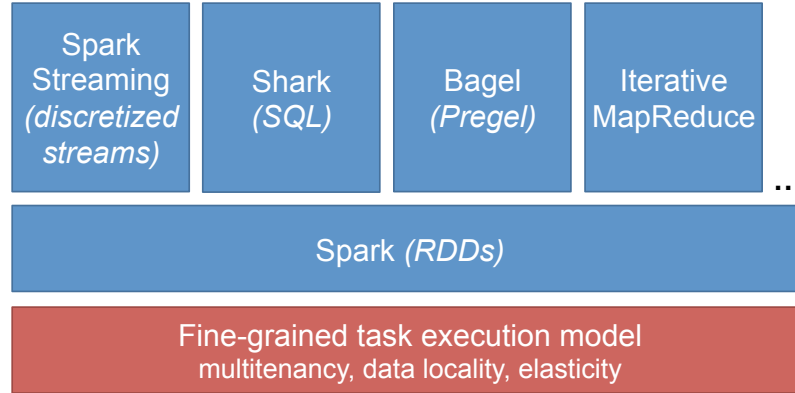 Spark
Streaming
(discretized
streams)
Shark
(SQL)
Bagel
(Pregel)
Iterative
MapReduce
...
Spark (RDDs)
Fine-grained task execution model
multitenancy, data locality, elasticity